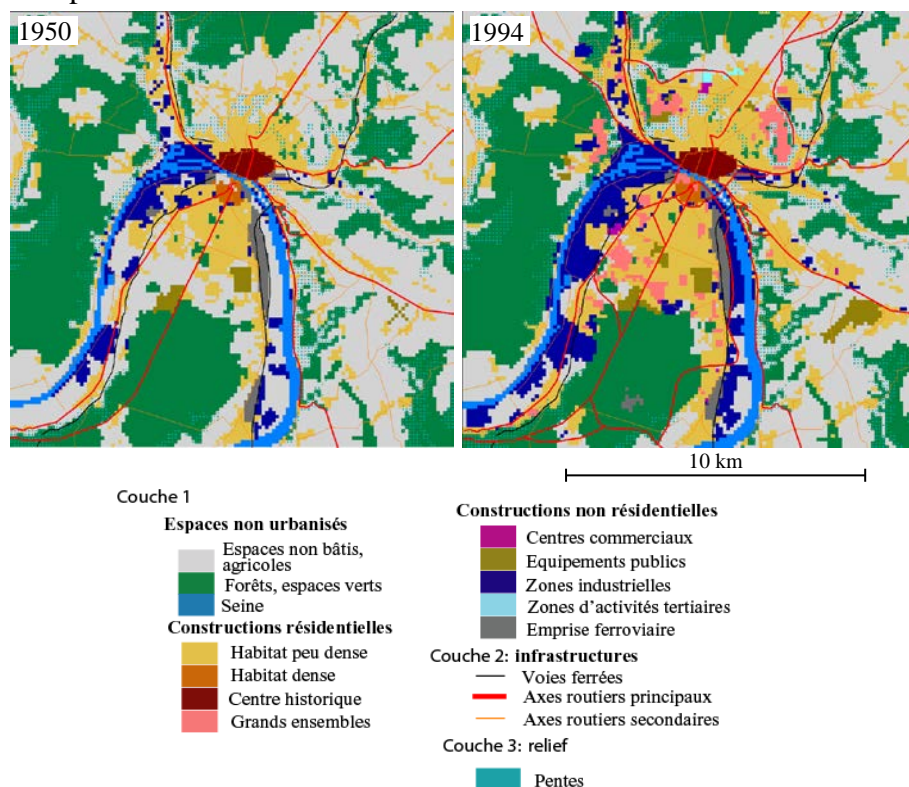 1950
1994
10 km
Couche 1
Espaces non urbanisés
Espaces non bâtis,
agricoles
Forêts, espaces verts
Seine
Constructions résidentielles
Habitat peu dense
Habitat dense
Centre historique
Grands ensembles
Constructions non résidentielles
Centres commerciaux
Equipements publics
Zones industrielles
Zones d'activités tertiaires
Emprise ferroviaire
Couche 2: infrastructures
Voies ferrées
Axes routiers principaux
Axes routiers secondaires
Couche 3: relief
Pentes